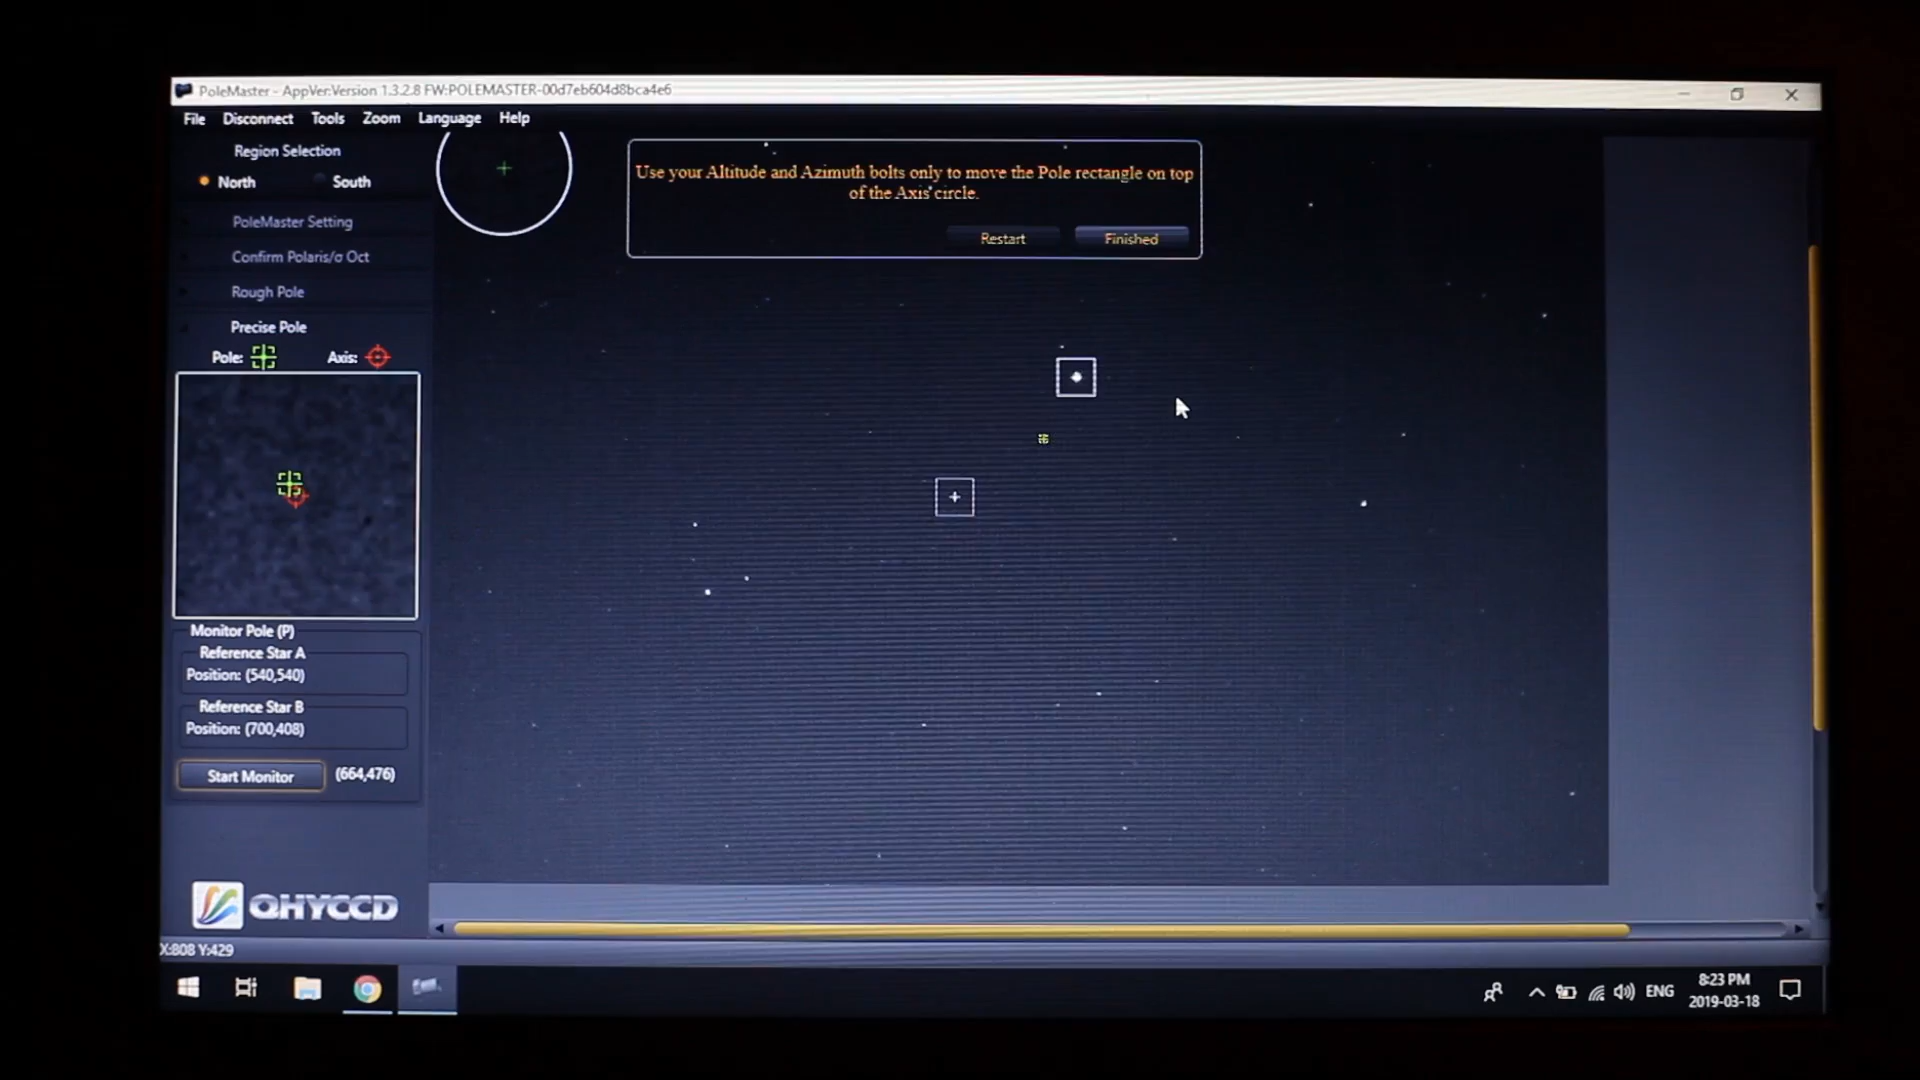 PoleMaster - AppVer:Version 1.3.2.8 FW:POLEMASTER-00d7eb604d8bca4e6
File Disconnect Tools Zoom Language Help
Region Selection
North South
PoleMaster Setting
Confirm Polaris/σ Oct
Rough Pole
Precise Pole
Pole: Axis:
Use your Altitude and Azimuth bolts only to move the Pole rectangle on top
of the Axis circle.
Restart Finished
Monitor Pole (P)
Reference Star A
Position: (540,540)
Reference Star B
Position: (700,408)
Start Monitor (664,476)
QHYCCD
X:808 Y:429
ENG
8:23 PM
2019-03-18